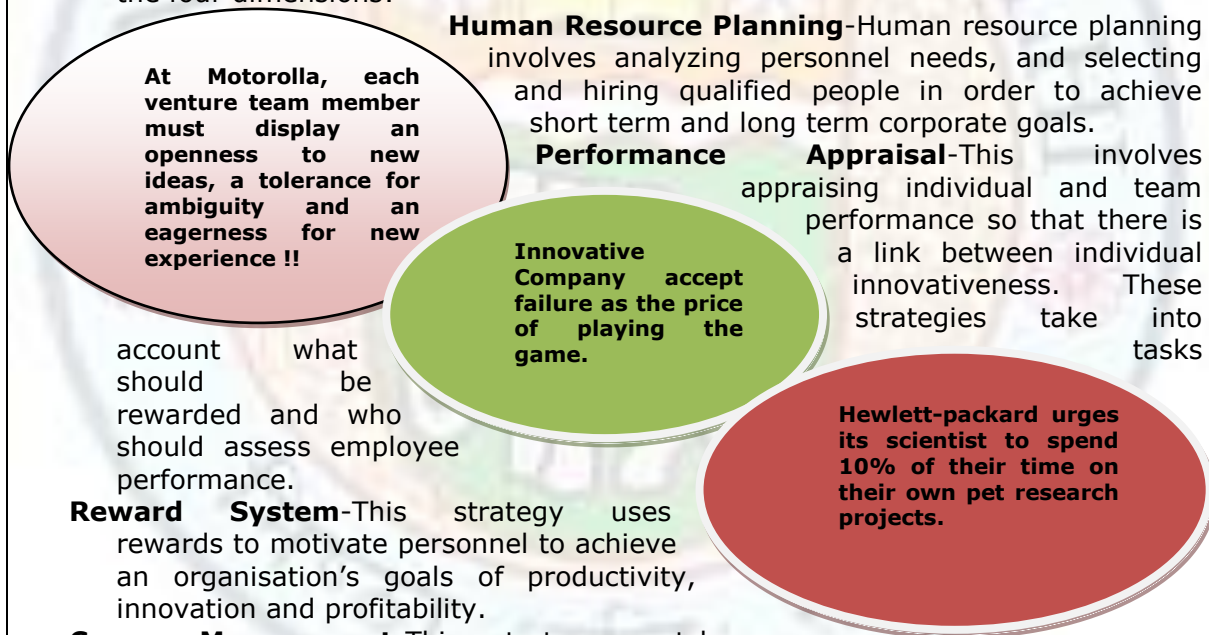 the four dimensions.
Human Resource Planning-Human resource planning
involves analyzing personnel needs, and selecting
and hiring qualified people in order to achieve
short term and long term corporate goals.
At Motorolla, each
venture team member
must display an
openness to new
ideas, a tolerance for
ambiguity and an
eagerness for new
experience !!
Performance Appraisal-This involves
appraising individual and team
performance so that there is
a link between individual
innovativeness. These
strategies take into
account what tasks
should be
rewarded and who
should assess employee
performance.
Innovative
Company accept
failure as the price
of playing the
game.
Hewlett-packard urges
its scientist to spend
10% of their time on
their own pet research
projects.
Reward System-This strategy uses
rewards to motivate personnel to achieve
an organisation's goals of productivity,
innovation and profitability.
Management-This